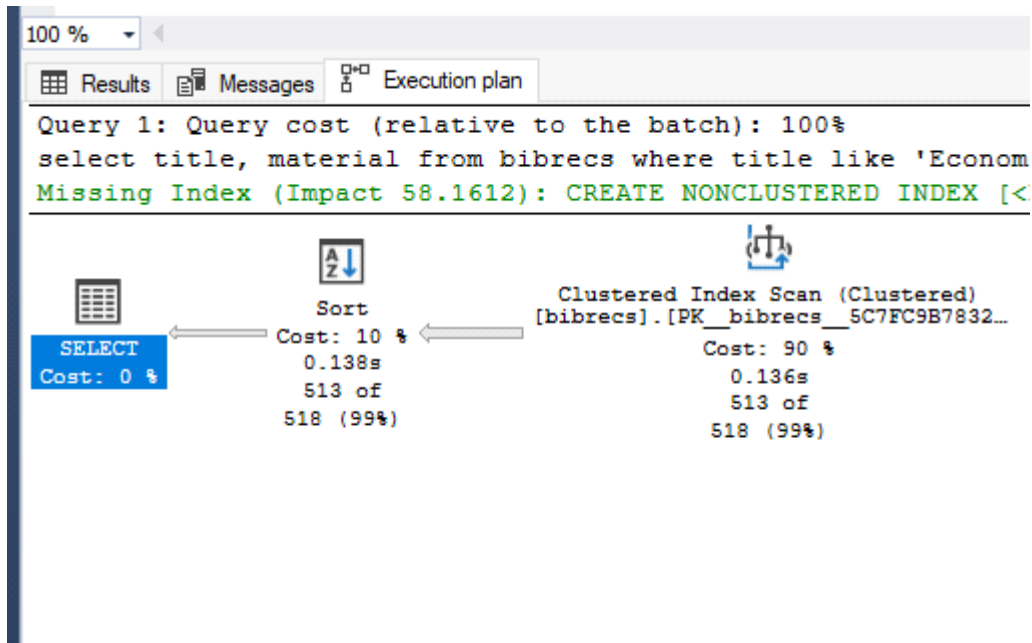 100 %
Results Messages Execution plan
Query 1: Query cost (relative to the batch): 100%
select title, material from bibrecs where title like 'Econom
Missing Index (Impact 58.1612): CREATE NONCLUSTERED INDEX [<
SELECT
Cost: 0 %
A
Z
Sort
Cost: 10 %
0.138s
513 of
518 (99%)
Clustered Index Scan (Clustered)
[bibrecs].[PK__bibrecs__5C7FC9B7832…
Cost: 90 %
0.136s
513 of
518 (99%)